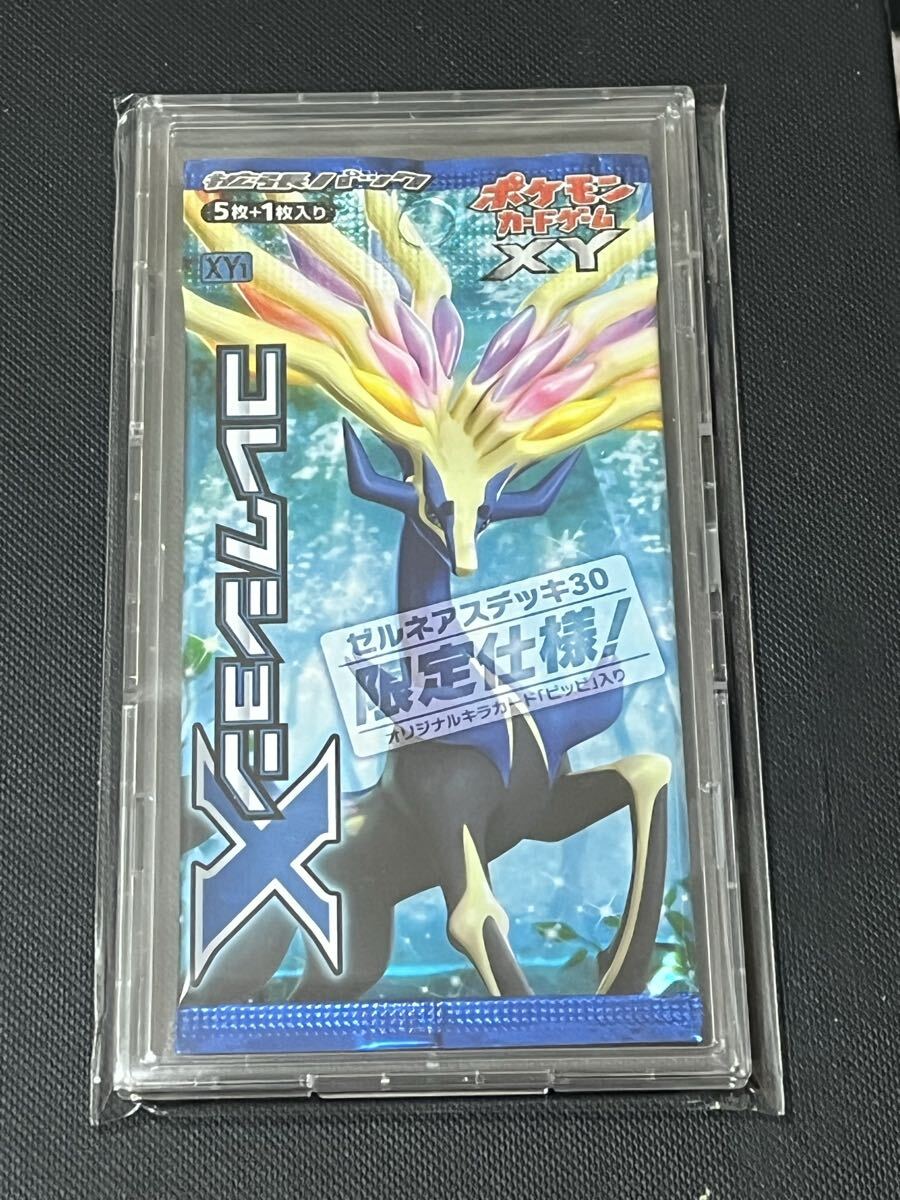 拡張パック
5枚+1枚入り
ポケモン
カードゲーム
XY
XY1
コレクション
X
ゼルネアスデッキ30
限定仕様!
オリジナルキラカード「ピッピ」入り